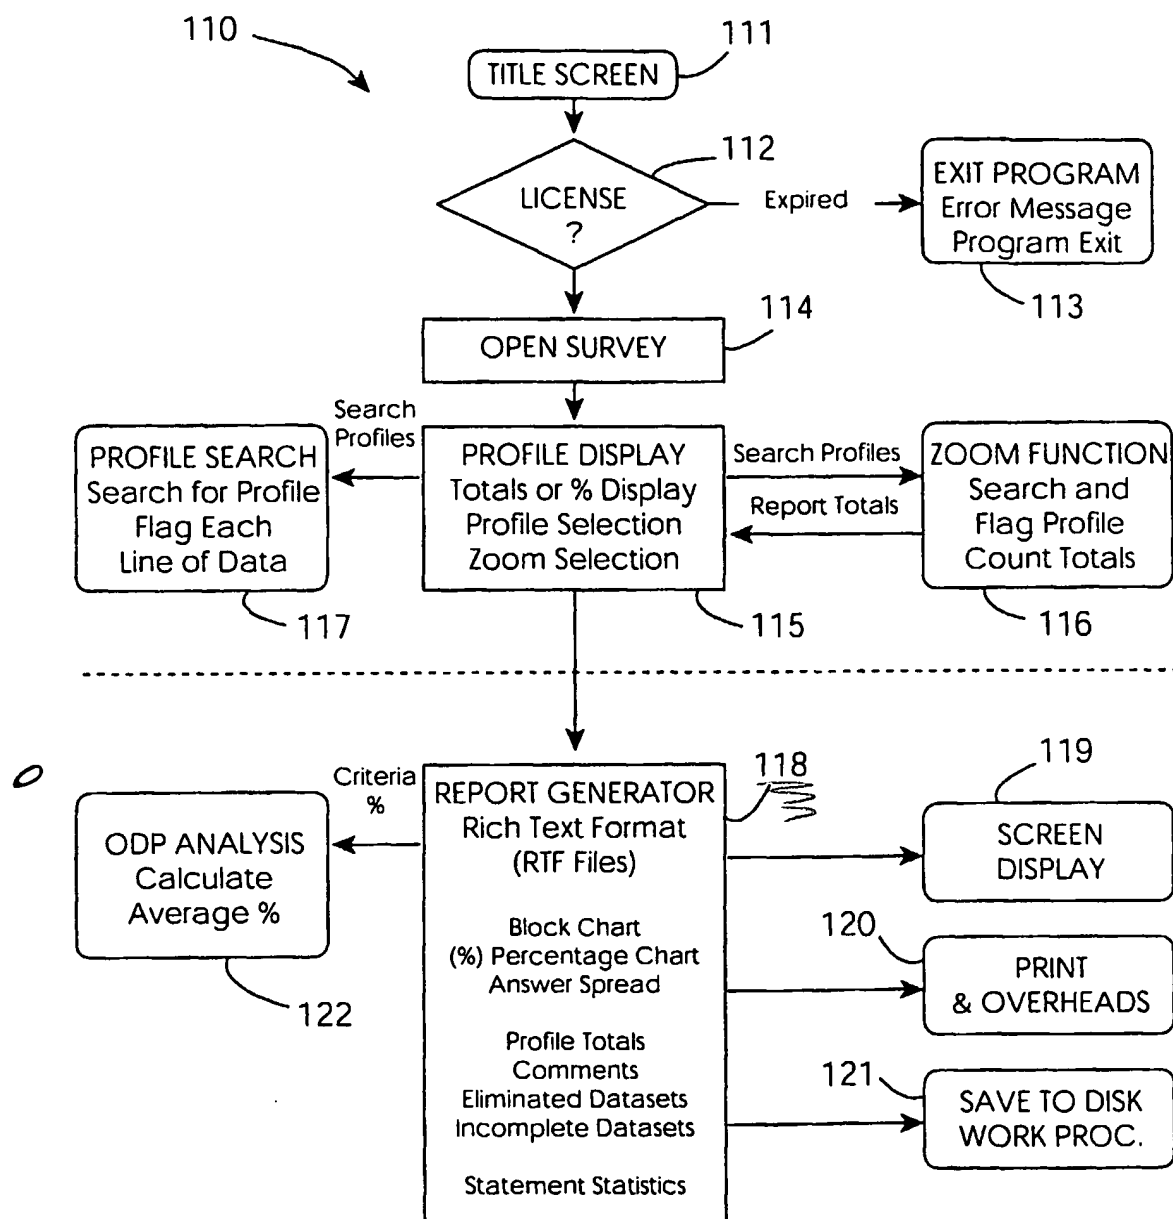 110
111
TITLE SCREEN
112
LICENSE
?
Expired
EXIT PROGRAM
Error Message
Program Exit
113
114
OPEN SURVEY
Search
Profiles
PROFILE SEARCH
Search for Profile
Flag Each
Line of Data
117
PROFILE DISPLAY
Totals or % Display
Profile Selection
Zoom Selection
115
Search Profiles
Report Totals
ZOOM FUNCTION
Search and
Flag Profile
Count Totals
116
Criteria
%
ODP ANALYSIS
Calculate
Average %
122
REPORT GENERATOR
Rich Text Format
(RTF Files)
Block Chart
(%) Percentage Chart
Answer Spread
Profile Totals
Comments
Eliminated Datasets
Incomplete Datasets
Statement Statistics
118
119
SCREEN
DISPLAY
120
PRINT
& OVERHEADS
121
SAVE TO DISK
WORK PROC.